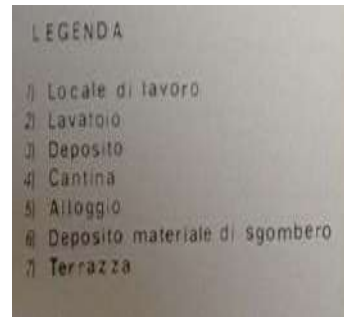 LEGENDA
1) Locale di lavoro
2) Lavatoio
3) Deposito
4) Cantina
5) Alloggio
6) Deposito materiale di sgombero
7) Terrazza